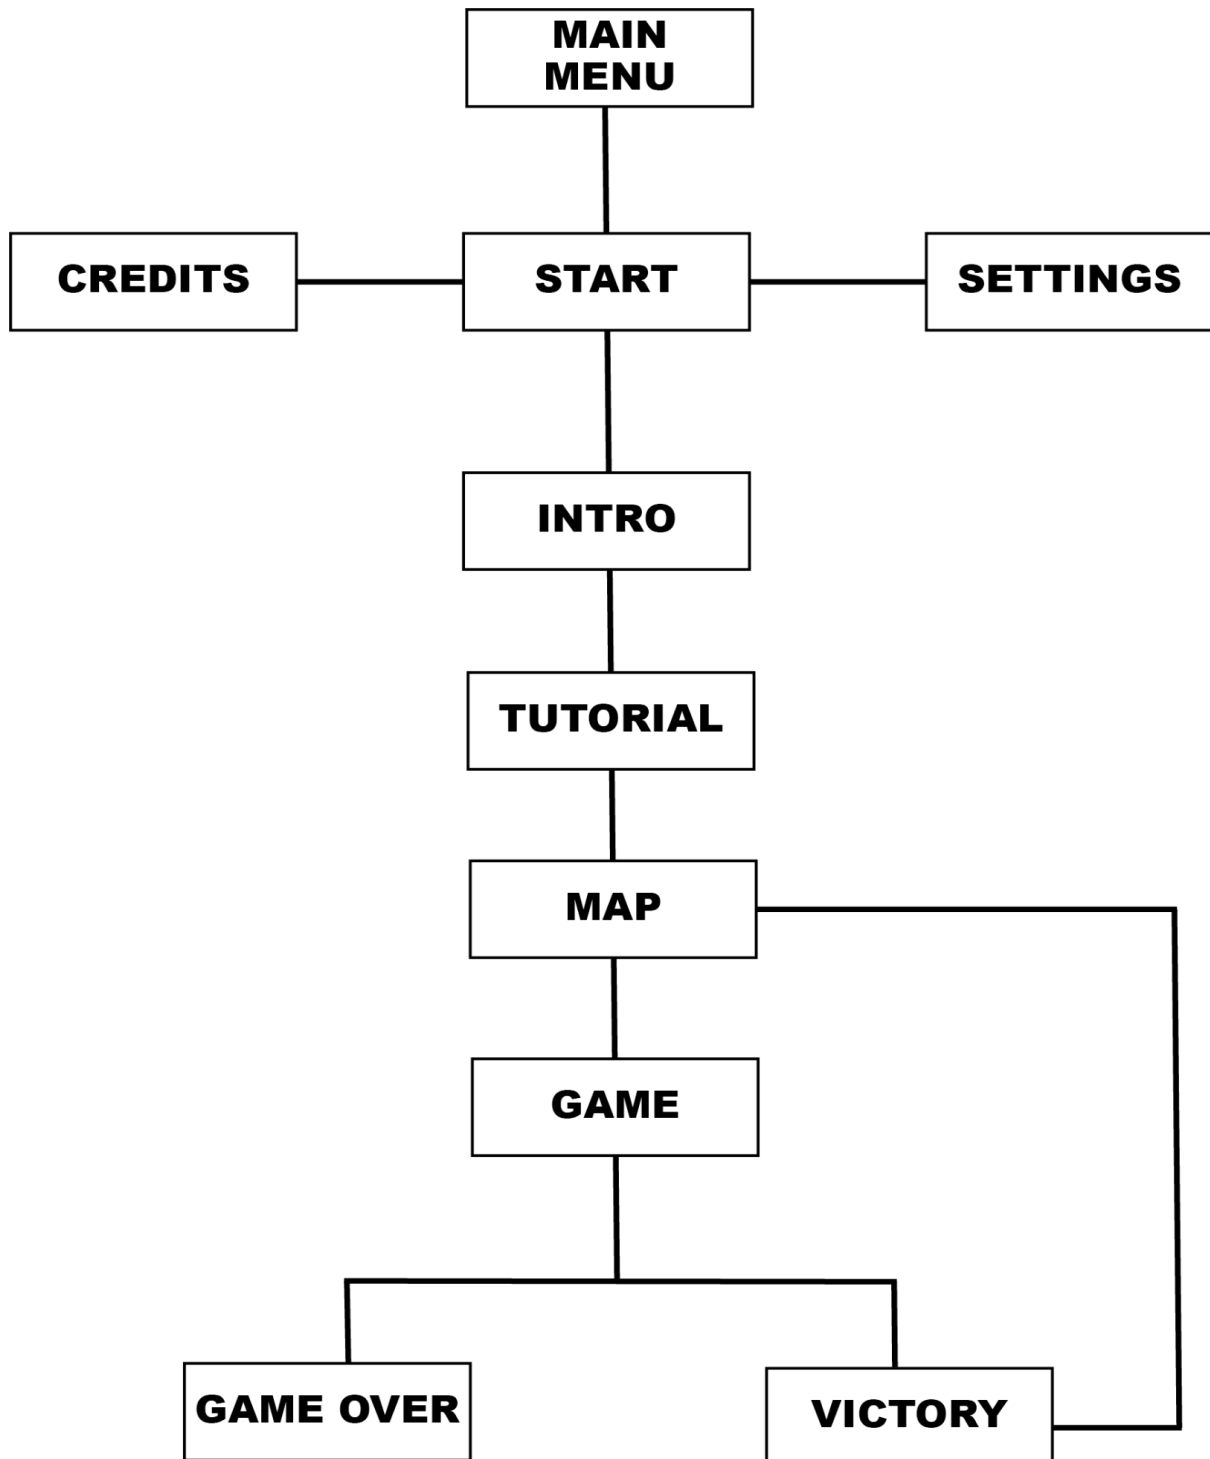 MAIN
MENU
CREDITS
START
SETTINGS
INTRO
TUTORIAL
MAP
GAME
GAME OVER
VICTORY